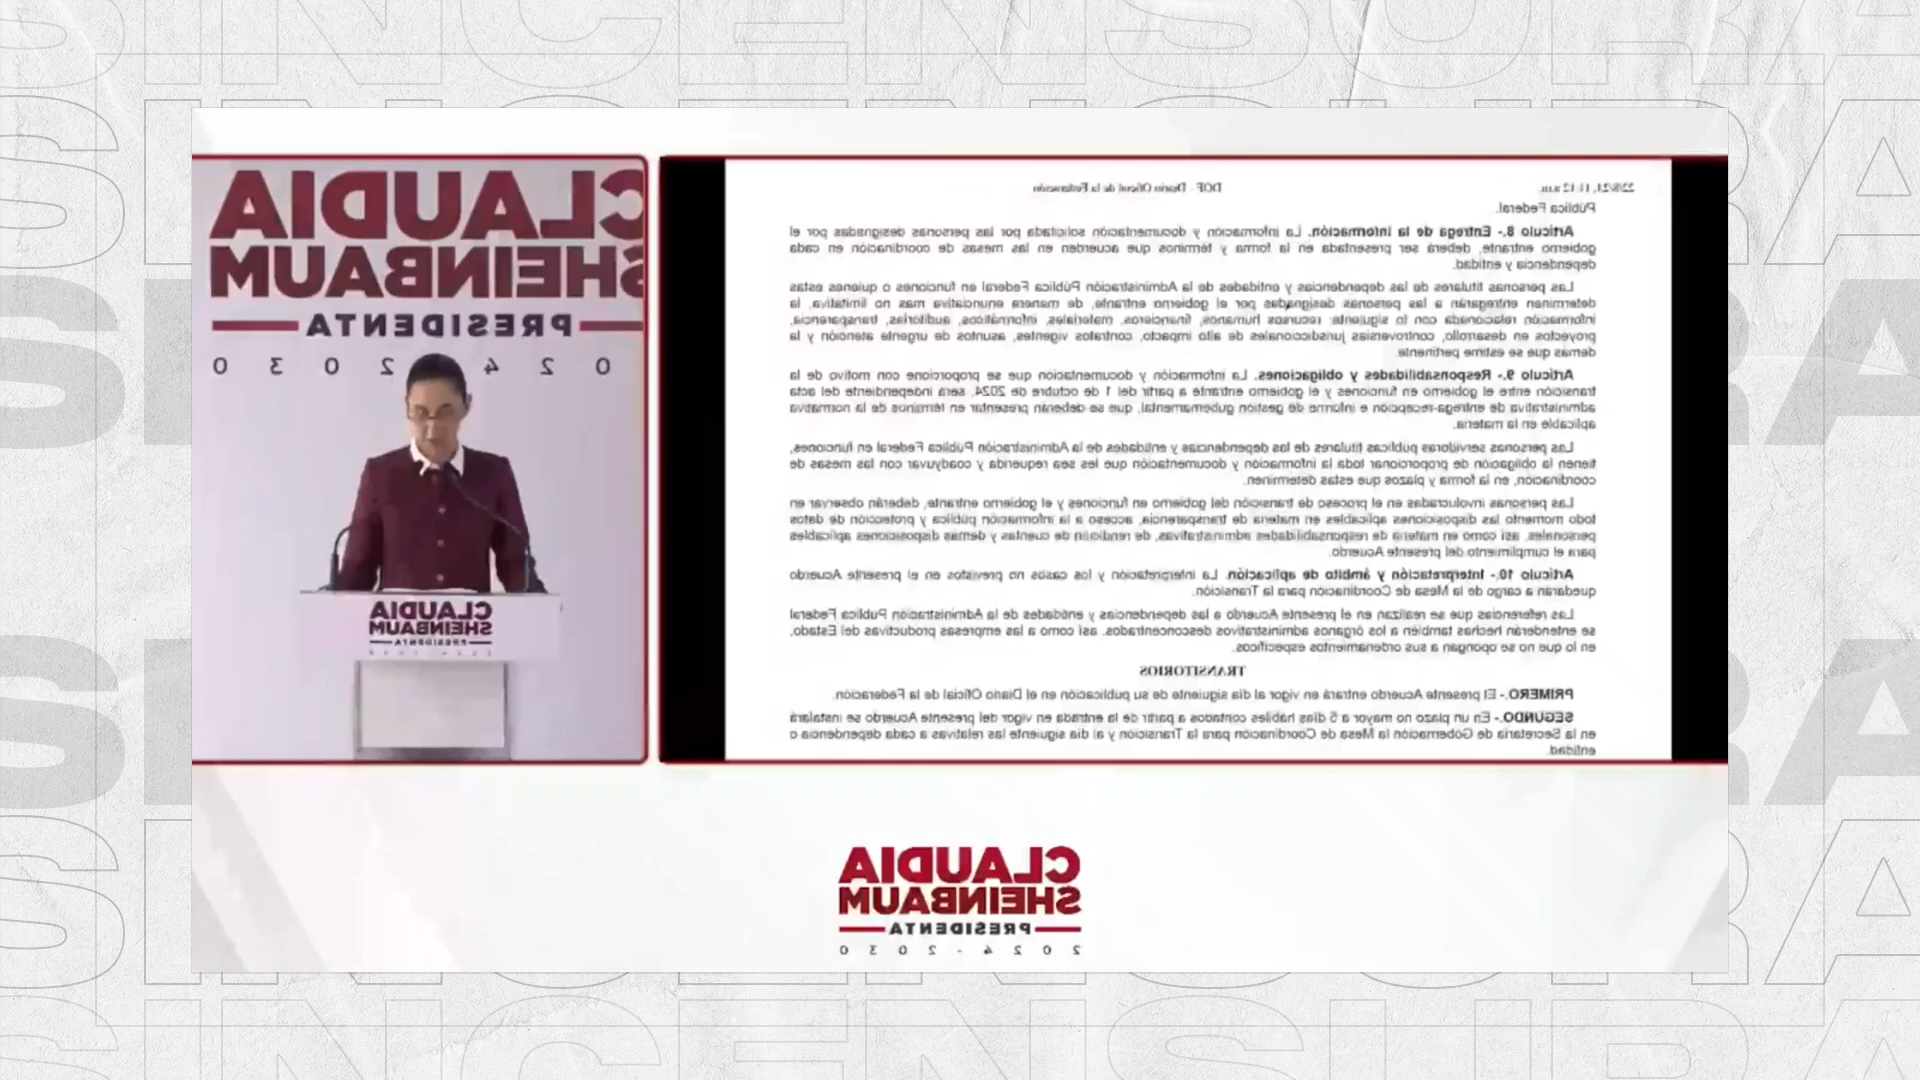 SINCENSURA
SINCENSURA
CLAUDIA
SHEINBAUM
PRESIDENTA
0 2 4 2 0 3 0
CLAUDIA
SHEINBAUM
PRESIDENTA
DOF - Diario Oficial de la Federación
Pública Federal.
Artículo 8.- Entrega de la información. La información y documentación solicitada por las personas designadas por el
gobierno entrante, deberá ser presentada en la forma y términos que acuerden en las mesas de coordinación en cada
dependencia y entidad.
Las personas titulares de las dependencias y entidades de la Administración Pública Federal en funciones o quienes estas
determinen entregarán a las personas designadas por el gobierno entrante, de manera enunciativa mas no limitativa, la
información relacionada con lo siguiente: recursos humanos, financieros, materiales, informáticos, auditorías, transparencia,
proyectos en desarrollo, controversias jurisdiccionales de alto impacto, contratos vigentes, asuntos de urgente atención y la
demás que se estime pertinente.
Artículo 9.- Responsabilidades y obligaciones. La información y documentación que se proporcione con motivo de la
transición entre el gobierno en funciones y el gobierno entrante a partir del 1 de octubre de 2024, será independiente del acta
administrativa de entrega-recepción e informe de gestión gubernamental, que se deberán presentar en términos de la normativa
aplicable en la materia.
Las personas servidoras públicas titulares de las dependencias y entidades de la Administración Pública Federal en funciones,
tienen la obligación de proporcionar toda la información y documentación que les sea requerida y coadyuvar con las mesas de
coordinación, en la forma y plazos que estas determinen.
Las personas involucradas en el proceso de transición del gobierno en funciones y el gobierno entrante, deberán observar en
todo momento las disposiciones aplicables en materia de transparencia, acceso a la información pública y protección de datos
personales, así como en materia de responsabilidades administrativas, de rendición de cuentas y demás disposiciones aplicables
para el cumplimiento del presente Acuerdo.
Artículo 10.- Interpretación y ámbito de aplicación. La interpretación y los casos no previstos en el presente Acuerdo
quedarán a cargo de la Mesa de Coordinación para la Transición.
Las referencias que se realizan en el presente Acuerdo a las dependencias y entidades de la Administración Pública Federal
se entenderán hechas también a los órganos administrativos desconcentrados, así como a las empresas productivas del Estado,
en lo que no se opongan a sus ordenamientos específicos.
TRANSITORIOS
PRIMERO.- El presente Acuerdo entrará en vigor al día siguiente de su publicación en el Diario Oficial de la Federación.
SEGUNDO.- En un plazo no mayor a 5 días hábiles contados a partir de la entrada en vigor del presente Acuerdo se instalará
en la Secretaría de Gobernación la Mesa de Coordinación para la Transición y al día siguiente las relativas a cada dependencia o
entidad.
CLAUDIA
SHEINBAUM
PRESIDENTA
2024-2030
SINCENSURA
SINCENSURA